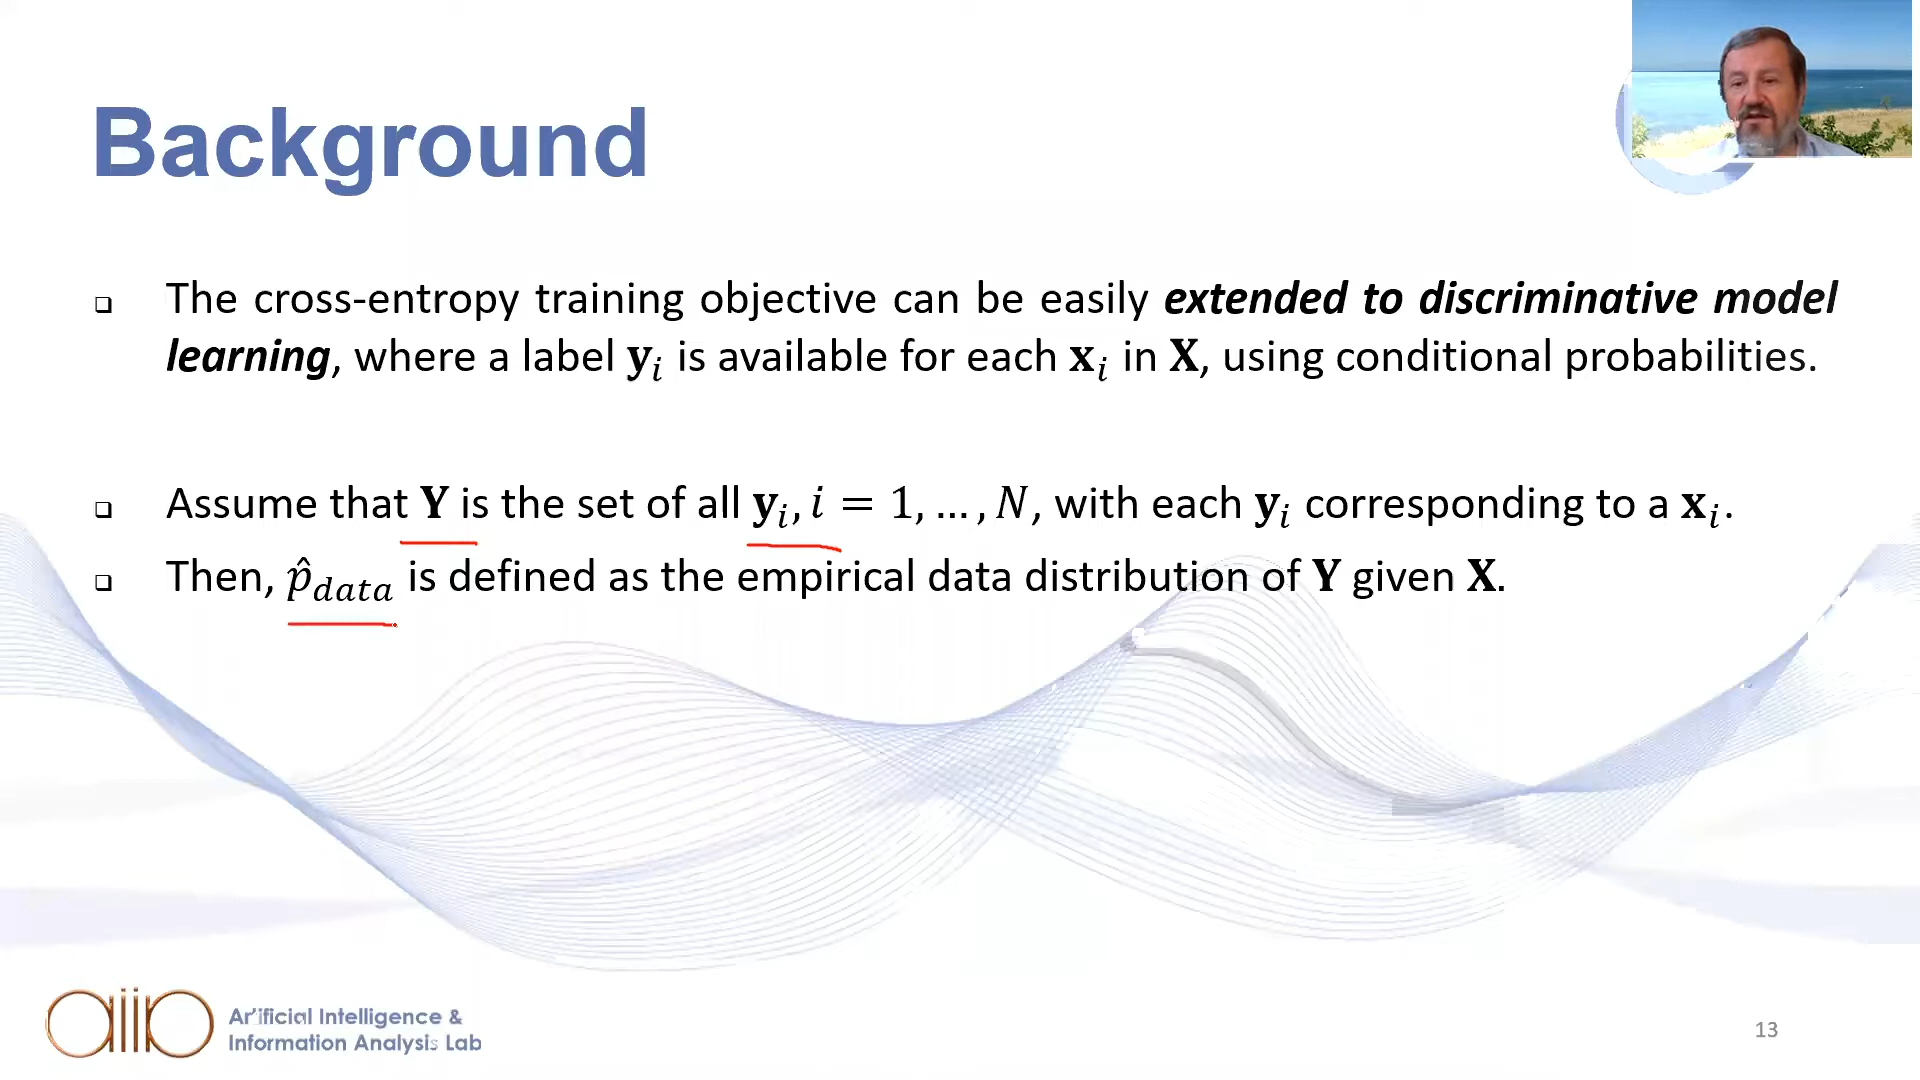 Background
❑ The cross-entropy training objective can be easily extended to discriminative model
learning, where a label 𝐲ᵢ is available for each 𝐱ᵢ in 𝐗, using conditional probabilities.
❑ Assume that 𝐘 is the set of all 𝐲ᵢ, i = 1, … , N, with each 𝐲ᵢ corresponding to a 𝐱ᵢ.
❑ Then, p̂_data is defined as the empirical data distribution of 𝐘 given 𝐗.
aiia
Artificial Intelligence &
Information Analysis Lab
13